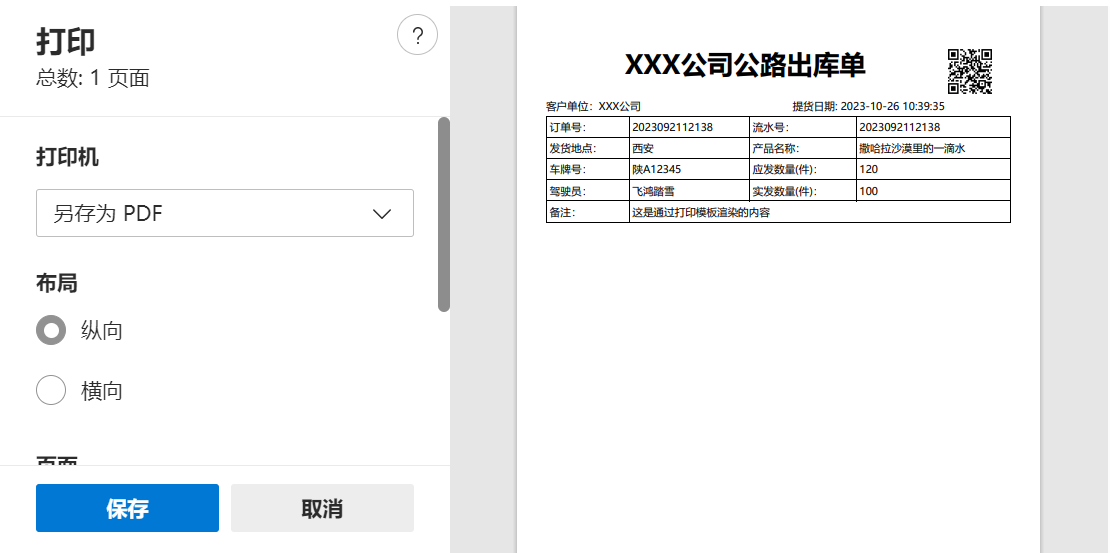 打印
?
总数: 1 页面
打印机
另存为 PDF
布局
纵向
横向
页面
保存
取消
XXX公司公路出库单
客户单位: XXX公司 提货日期: 2023-10-26 10:39:35
订单号: 2023092112138 流水号: 2023092112138
发货地点: 西安 产品名称: 撒哈拉沙漠里的一滴水
车牌号: 陕A12345 应发数量(件): 120
驾驶员: 飞鸿踏雪 实发数量(件): 100
备注: 这是通过打印模板渲染的内容